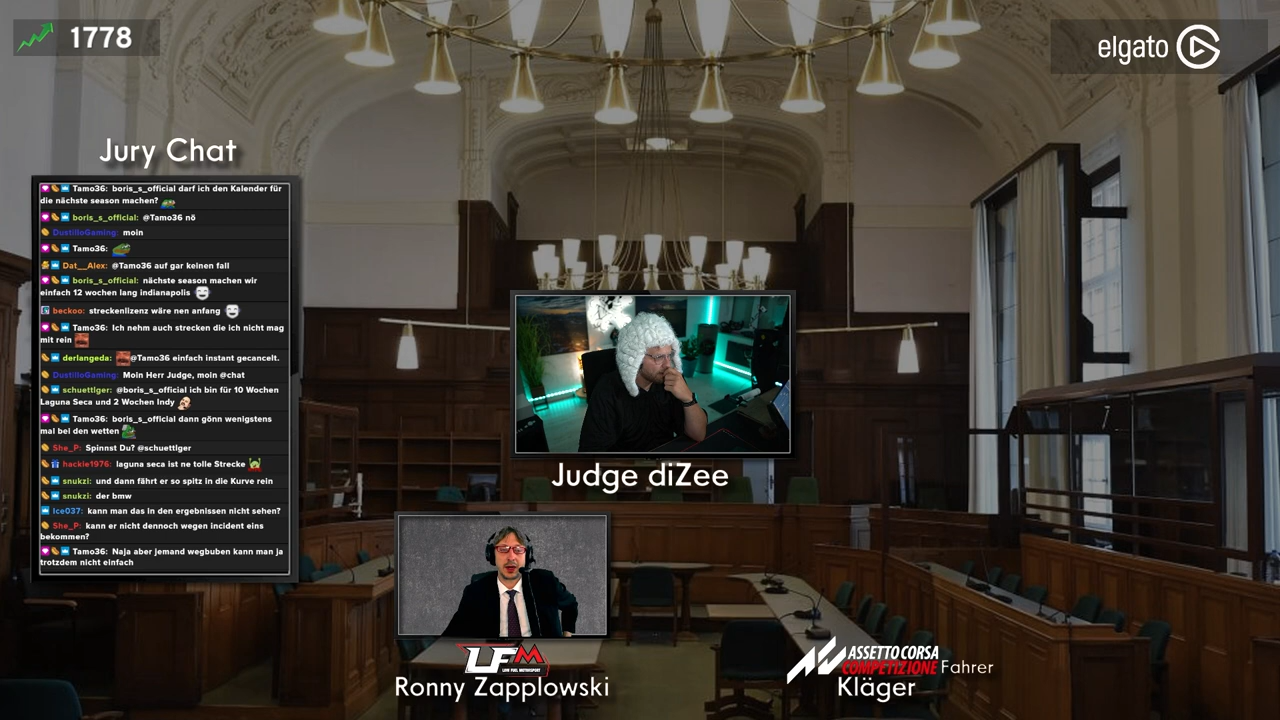 1778
elgato
Jury Chat
Tamo36: boris_s_official darf ich den Kalender für
die nächste season machen?
boris_s_official: @Tamo36 nö
DustiloGaming: moin
Tamo36:
Dat__Alex: @Tamo36 auf gar keinen fall
boris_s_official: nächste season machen wir
einfach 12 wochen lang indianapolis
beckoo: streckenlizenz wäre nen anfang
Tamo36: Ich nehm auch strecken die ich nicht mag
mit rein
derlangeda: @Tamo36 einfach instant gecancelt.
DustiloGaming: Moin Herr Judge, moin @chat
schuettiger: @boris_s_official ich bin für 10 Wochen
Laguna Seca und 2 Wochen Indy
Tamo36: boris_s_official dann gönn wenigstens
mal bei den wetten
She_P: Spinnst Du? @schuettiger
hackie1976: laguna seca ist ne tolle Strecke
snukzi: und dann fährt er so spitz in die Kurve rein
snukzi: der bmw
Ice037: kann man das in den ergebnissen nicht sehen?
She_P: kann er nicht dennoch wegen incident eins
bekommen?
Tamo36: Naja aber jemand wegbuben kann man ja
trotzdem nicht einfach
Judge diZee
LFM
Ronny Zapplowski
ASSETTO CORSA
COMPETIZIONE Fahrer
Kläger